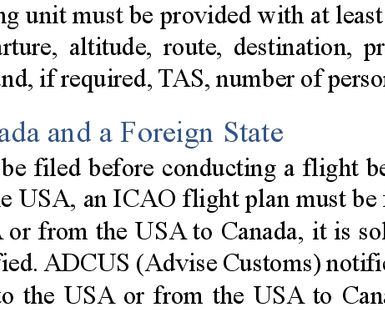 ng unit must be provided with at least
arture, altitude, route, destination, pr
und, if required, TAS, number of person
ada and a Foreign State
be filed before conducting a flight be
e USA, an ICAO flight plan must be f
A or from the USA to Canada, it is sol
fied. ADCUS (Advise Customs) notific
to the USA or from the USA to Cana